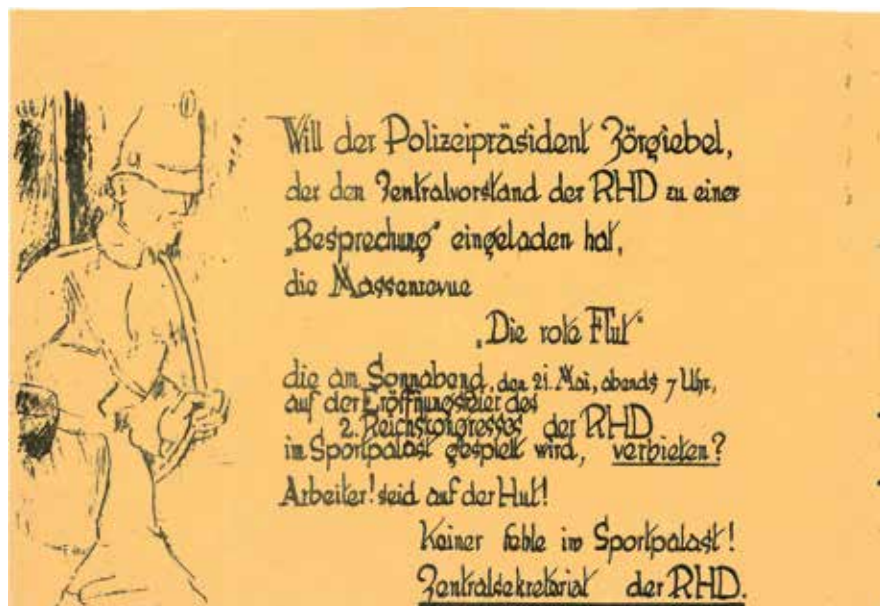 Will der Polizeipräsident Zörgiebel,
der den Zentralvorstand der RHD zu einer
„Besprechung" eingeladen hat,
die Massenrevue
„Die rote Flut"
die am Sonnabend, den 21. Mai, abends 7 Uhr,
auf der Eröffnungsfeier des
2. Reichskongresses der RHD
im Sportpalast gespielt wird, verbieten?
Arbeiter! seid auf der Hut!
Keiner fehle im Sportpalast!
Zentralsekretariat der RHD.